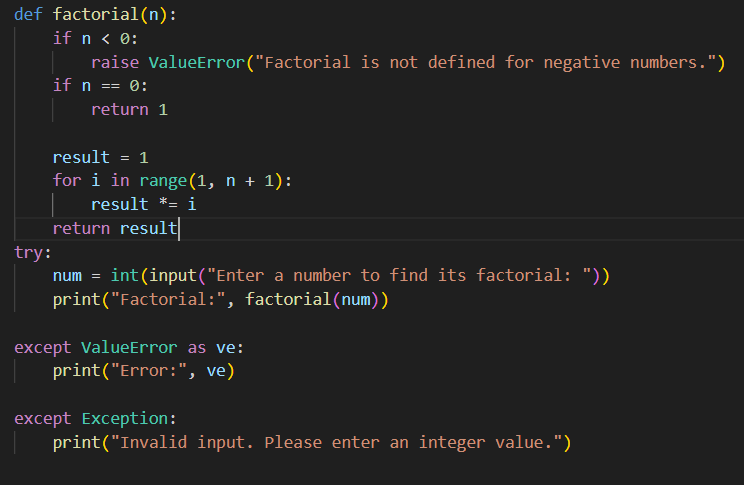 def factorial(n):
    if n < 0:
        raise ValueError("Factorial is not defined for negative numbers.")
    if n == 0:
        return 1

    result = 1
    for i in range(1, n + 1):
        result *= i
    return result
try:
    num = int(input("Enter a number to find its factorial: "))
    print("Factorial:", factorial(num))

except ValueError as ve:
    print("Error:", ve)

except Exception:
    print("Invalid input. Please enter an integer value.")